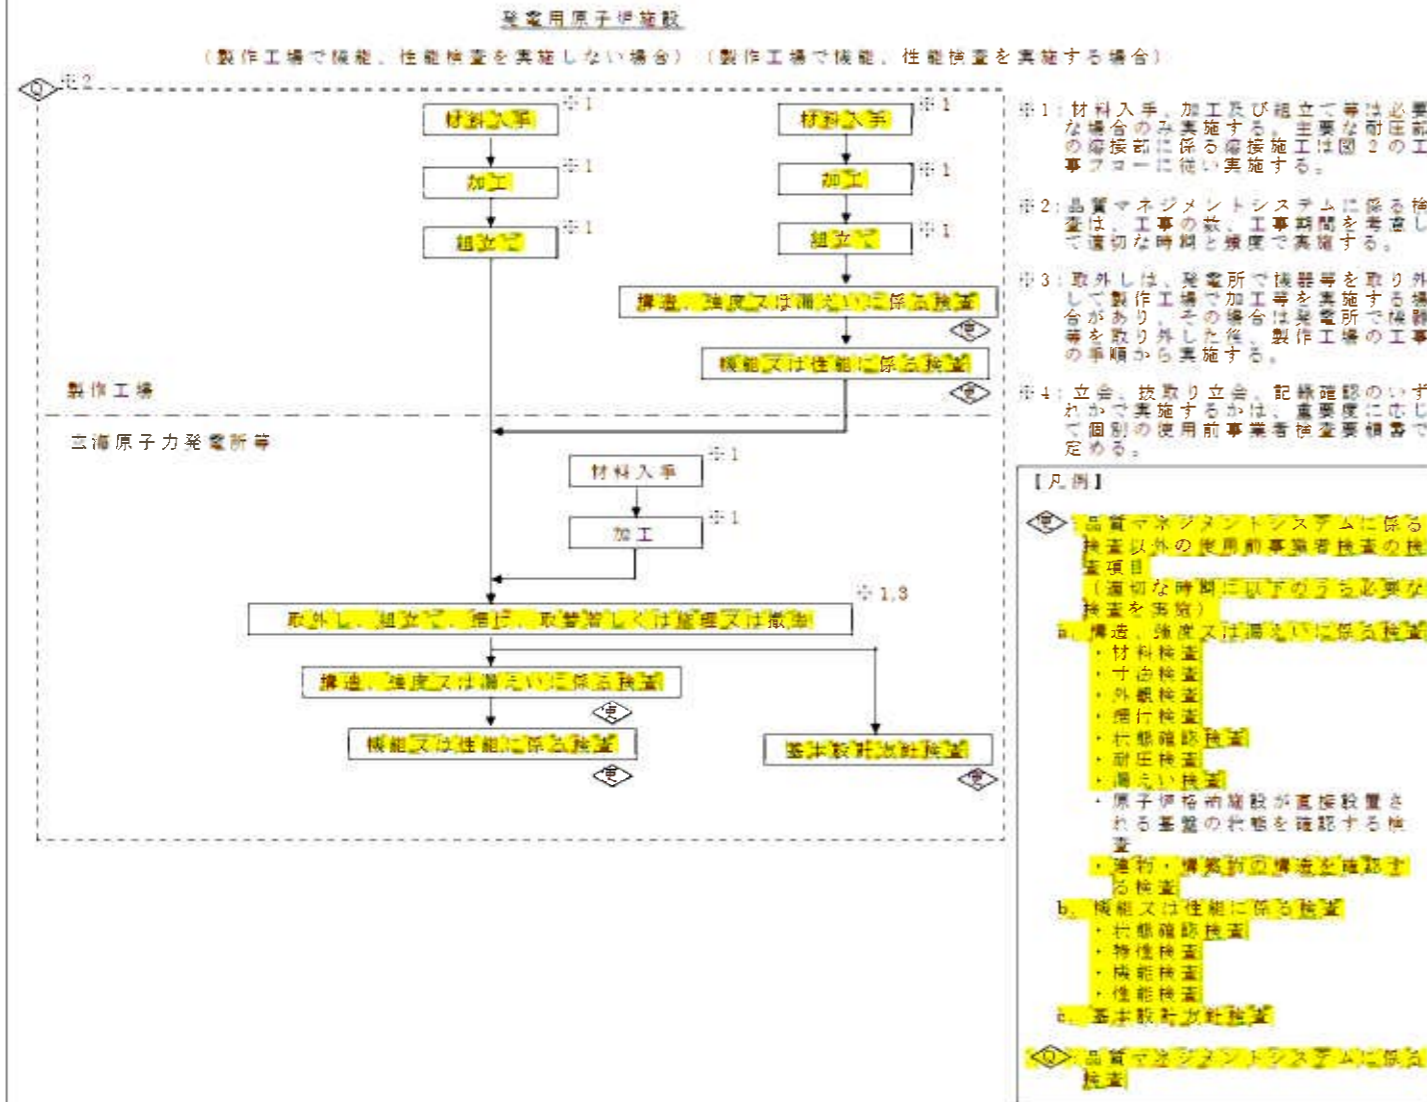 発電用原子炉施設
（製作工場で機能、性能検査を実施しない場合）（製作工場で機能、性能検査を実施する場合）
Q ※2
材料入手 ※1
加工 ※1
組立て ※1
材料入手 ※1
加工 ※1
組立て ※1
構造、強度又は漏えいに係る検査
使
機能又は性能に係る検査
使
製作工場
玄海原子力発電所等
材料入手 ※1
加工 ※1
※1,3
取外し、組立て、据付、取替若しくは修理又は撤去
構造、強度又は漏えいに係る検査
使
機能又は性能に係る検査
使
基本設計方針検査
使
※1：材料入手、加工及び組立て等は必要
な場合のみ実施する。主要な耐圧部
の溶接部に係る溶接施工は図2の工
事フローに従い実施する。
※2：品質マネジメントシステムに係る検
査は、工事の数、工事期間を考慮し
て適切な時期と頻度で実施する。
※3：取外しは、発電所で機器等を取り外
して製作工場で加工等を実施する場
合があり、その場合は発電所で機器
等を取り外した後、製作工場の工事
の手順から実施する。
※4：立会、抜取り立会、記録確認のいず
れかで実施するかは、重要度に応じ
て個別の使用前事業者検査要領書で
定める。
【凡例】
使：品質マネジメントシステムに係る
検査以外の使用前事業者検査の検
査項目
（適切な時期に以下のうち必要な
検査を実施）
a. 構造、強度又は漏えいに係る検査
・材料検査
・寸法検査
・外観検査
・据付検査
・状態確認検査
・耐圧検査
・漏えい検査
・原子炉格納施設が直接設置さ
れる基盤の状態を確認する検
査
・建物・構築物の構造を確認す
る検査
b. 機能又は性能に係る検査
・状態確認検査
・特性検査
・機能検査
・性能検査
c. 基本設計方針検査
Q：品質マネジメントシステムに係る
検査